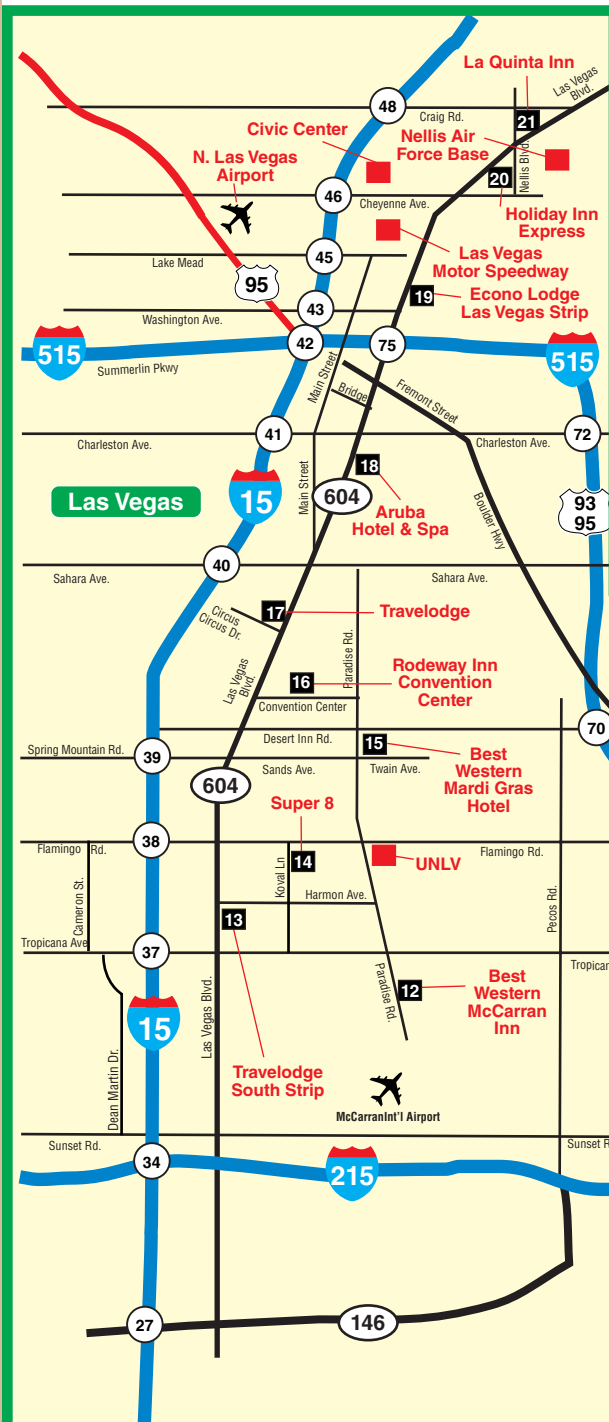 La Quinta Inn
Las Vegas
Blvd.
48
Craig Rd.
21
Civic Center
Nellis Air
Force Base
Nellis Blvd.
N. Las Vegas
Airport
20
46
Cheyenne Ave.
Holiday Inn
Express
45
Lake Mead
Las Vegas
Motor Speedway
95
19
Econo Lodge
Las Vegas Strip
43
Washington Ave.
42
75
515
515
Summerlin Pkwy
Main Street
Bridge
Fremont Street
41
72
Charleston Ave.
Charleston Ave.
18
Las Vegas
15
Main Street
604
Aruba
Hotel & Spa
Boulder Hwy
93
95
40
Sahara Ave.
Sahara Ave.
Circus
Circus Dr.
17
Travelodge
Paradise Rd.
Las Vegas
Blvd.
16
Rodeway Inn
Convention
Center
Convention Center
70
Desert Inn Rd.
15
Spring Mountain Rd.
39
Sands Ave.
Twain Ave.
Best
Western
Mardi Gras
Hotel
604
Super 8
38
Flamingo Rd.
Flamingo Rd.
14
UNLV
Cameron St.
Koval Ln
Harmon Ave.
Pecos Rd.
13
Tropicana Ave
37
Tropican
Paradise Rd.
12
Best
Western
McCarran
Inn
Las Vegas Blvd.
15
Dean Martin Dr.
Travelodge
South Strip
McCarranInt'l Airport
Sunset Rd.
Sunset R
34
215
27
146